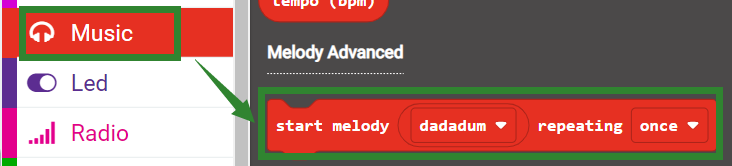 tempo (bpm)
Music
Melody Advanced
Led
start melody dadadum repeating once
Radio